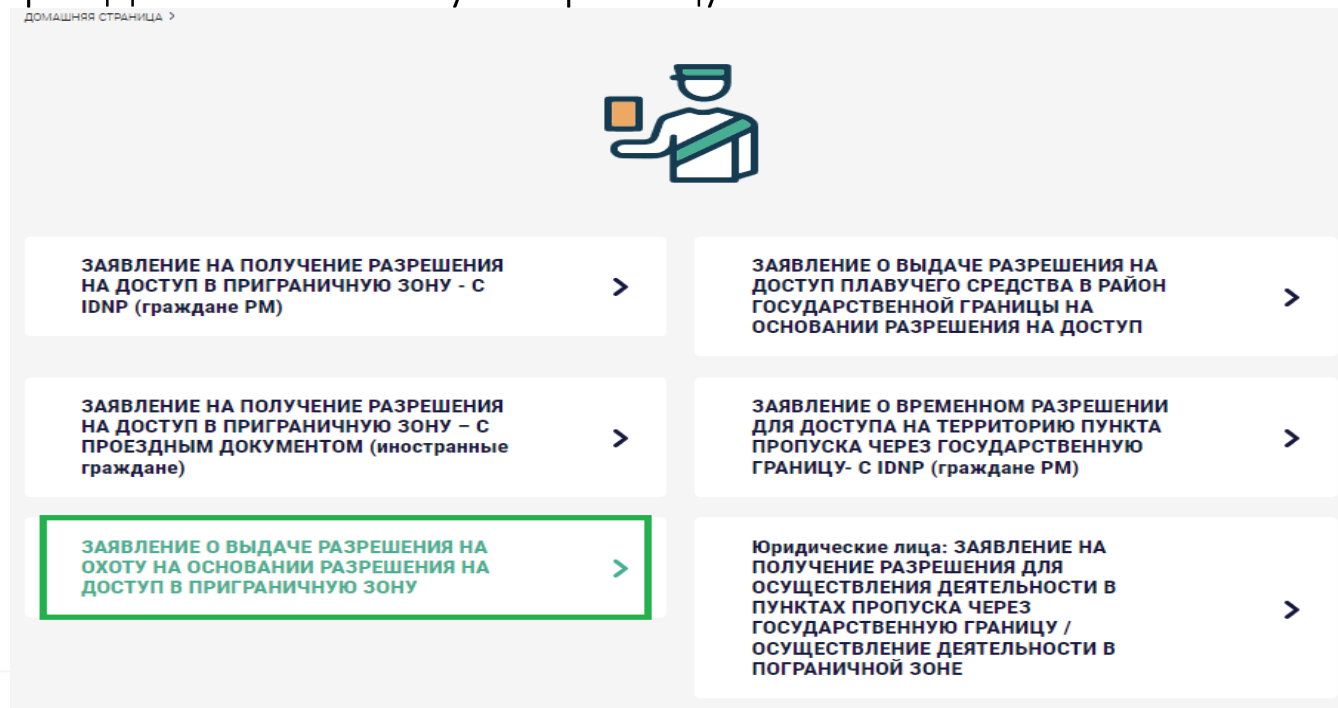 ДОМАШНЯЯ СТРАНИЦА >
ЗАЯВЛЕНИЕ НА ПОЛУЧЕНИЕ РАЗРЕШЕНИЯ
НА ДОСТУП В ПРИГРАНИЧНУЮ ЗОНУ - С
IDNP (граждане РМ)
ЗАЯВЛЕНИЕ О ВЫДАЧЕ РАЗРЕШЕНИЯ НА
ДОСТУП ПЛАВУЧЕГО СРЕДСТВА В РАЙОН
ГОСУДАРСТВЕННОЙ ГРАНИЦЫ НА
ОСНОВАНИИ РАЗРЕШЕНИЯ НА ДОСТУП
ЗАЯВЛЕНИЕ НА ПОЛУЧЕНИЕ РАЗРЕШЕНИЯ
НА ДОСТУП В ПРИГРАНИЧНУЮ ЗОНУ – С
ПРОЕЗДНЫМ ДОКУМЕНТОМ (иностранные
граждане)
ЗАЯВЛЕНИЕ О ВРЕМЕННОМ РАЗРЕШЕНИИ
ДЛЯ ДОСТУПА НА ТЕРРИТОРИЮ ПУНКТА
ПРОПУСКА ЧЕРЕЗ ГОСУДАРСТВЕННУЮ
ГРАНИЦУ- С IDNP (граждане РМ)
ЗАЯВЛЕНИЕ О ВЫДАЧЕ РАЗРЕШЕНИЯ НА
ОХОТУ НА ОСНОВАНИИ РАЗРЕШЕНИЯ НА
ДОСТУП В ПРИГРАНИЧНУЮ ЗОНУ
Юридические лица: ЗАЯВЛЕНИЕ НА
ПОЛУЧЕНИЕ РАЗРЕШЕНИЯ ДЛЯ
ОСУЩЕСТВЛЕНИЯ ДЕЯТЕЛЬНОСТИ В
ПУНКТАХ ПРОПУСКА ЧЕРЕЗ
ГОСУДАРСТВЕННУЮ ГРАНИЦУ /
ОСУЩЕСТВЛЕНИЕ ДЕЯТЕЛЬНОСТИ В
ПОГРАНИЧНОЙ ЗОНЕ